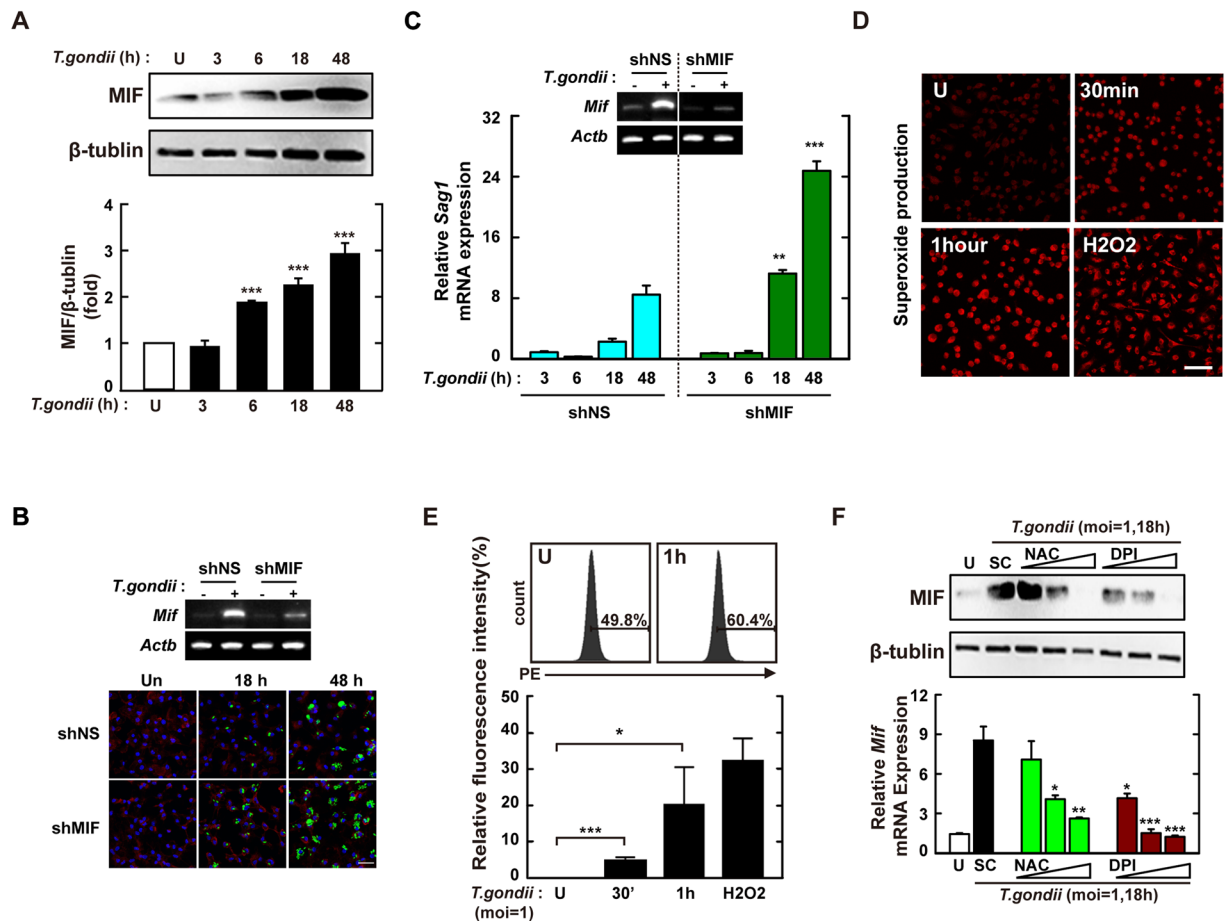 A
T.gondii (h) : U 3 6 18 48
MIF
β-tublin
MIF/β-tublin
(fold)
4
3
2
1
0
***
***
***
T.gondii (h) : U 3 6 18 48
B
shNS shMIF
T.gondii : - + - +
Mif
Actb
Un 18 h 48 h
shNS
shMIF
C
shNS shMIF
T.gondii : - + - +
Mif
Actb
Relative Sag1
mRNA expression
32
24
16
8
0
**
***
T.gondii (h) : 3 6 18 48 3 6 18 48
shNS shMIF
D
Superoxide production
U 30min
1hour H2O2
E
U 1h
count
49.8% 60.4%
PE
Relative fluorescence intensity(%)
50
40
30
20
10
0
*
***
T.gondii : U 30’ 1h H2O2
(moi=1)
F
T.gondii (moi=1,18h)
U SC NAC DPI
MIF
β-tublin
Relative Mif
mRNA Expression
12
9
6
3
0
* ** * *** ***
U SC NAC DPI
T.gondii (moi=1,18h)